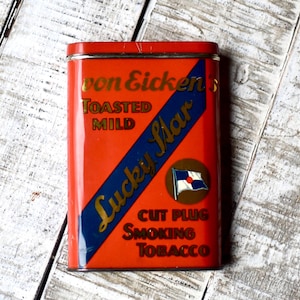 von Eicken's
TOASTED
MILD
Lucky Star
CUT PLUG
SMOKING
TOBACCO